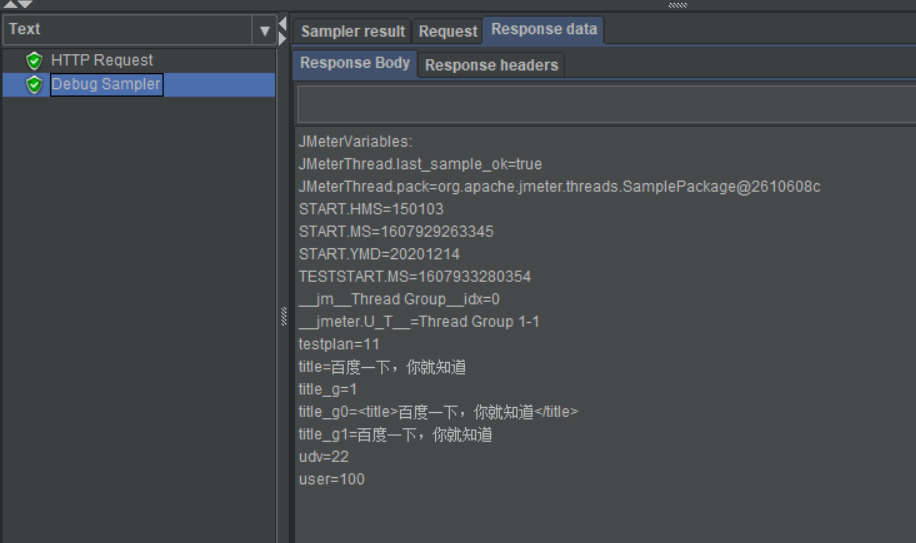 Text
HTTP Request
Debug Sampler
Sampler result Request Response data
Response Body Response headers
JMeterVariables:
JMeterThread.last_sample_ok=true
JMeterThread.pack=org.apache.jmeter.threads.SamplePackage@2610608c
START.HMS=150103
START.MS=1607929263345
START.YMD=20201214
TESTSTART.MS=1607933280354
__jm__Thread Group__idx=0
__jmeter.U_T__=Thread Group 1-1
testplan=11
title=百度一下，你就知道
title_g=1
title_g0=<title>百度一下，你就知道</title>
title_g1=百度一下，你就知道
udv=22
user=100